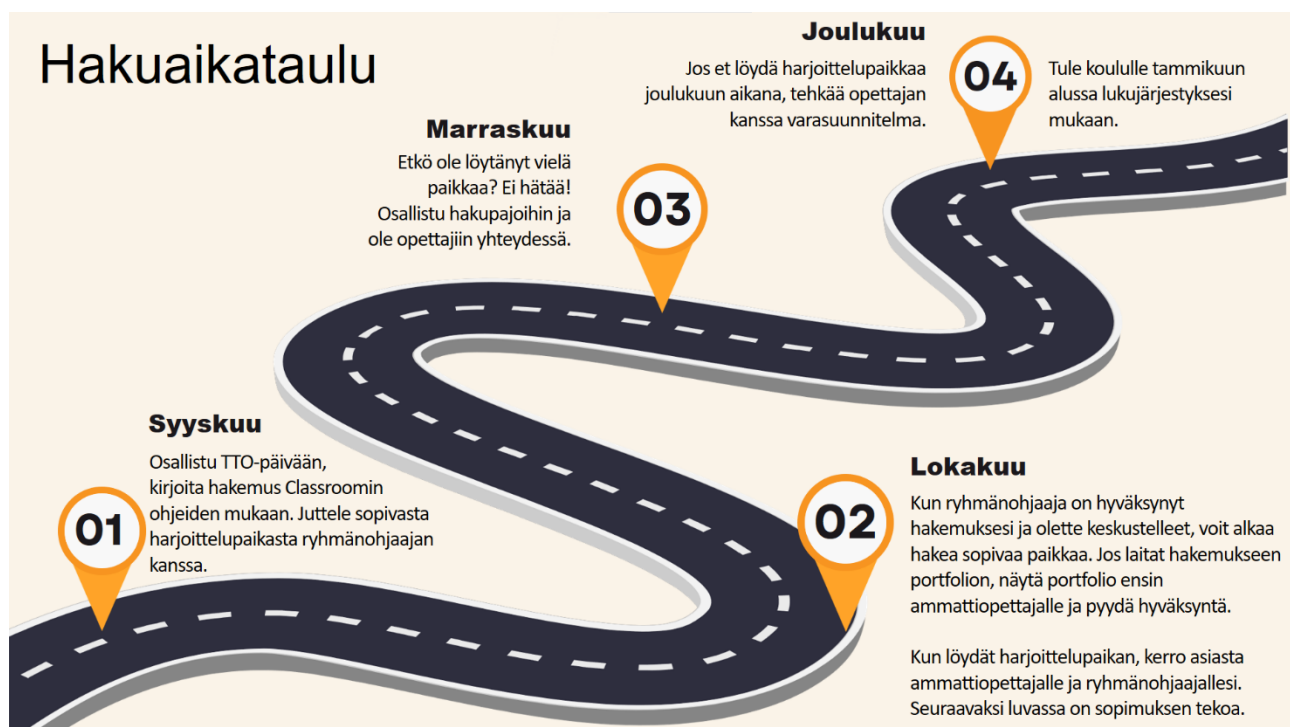 Hakuaikataulu
01
Syyskuu
Osallistu TTO-päivään,
kirjoita hakemus Classroomin
ohjeiden mukaan. Juttele sopivasta
harjoittelupaikasta ryhmänohjaajan
kanssa.
02
Lokakuu
Kun ryhmänohjaaja on hyväksynyt
hakemuksesi ja olette keskustelleet, voit alkaa
hakea sopivaa paikkaa. Jos laitat hakemukseen
portfolion, näytä portfolio ensin
ammattiopettajalle ja pyydä hyväksyntä.
Kun löydät harjoittelupaikan, kerro asiasta
ammattiopettajalle ja ryhmänohjaajallesi.
Seuraavaksi luvassa on sopimuksen tekoa.
03
Marraskuu
Etkö ole löytänyt vielä
paikkaa? Ei hätää!
Osallistu hakupajoihin ja
ole opettajiin yhteydessä.
04
Joulukuu
Jos et löydä harjoittelupaikkaa
joulukuun aikana, tehkää opettajan
kanssa varasuunnitelma.
Tule koululle tammikuun
alussa lukujärjestyksesi
mukaan.